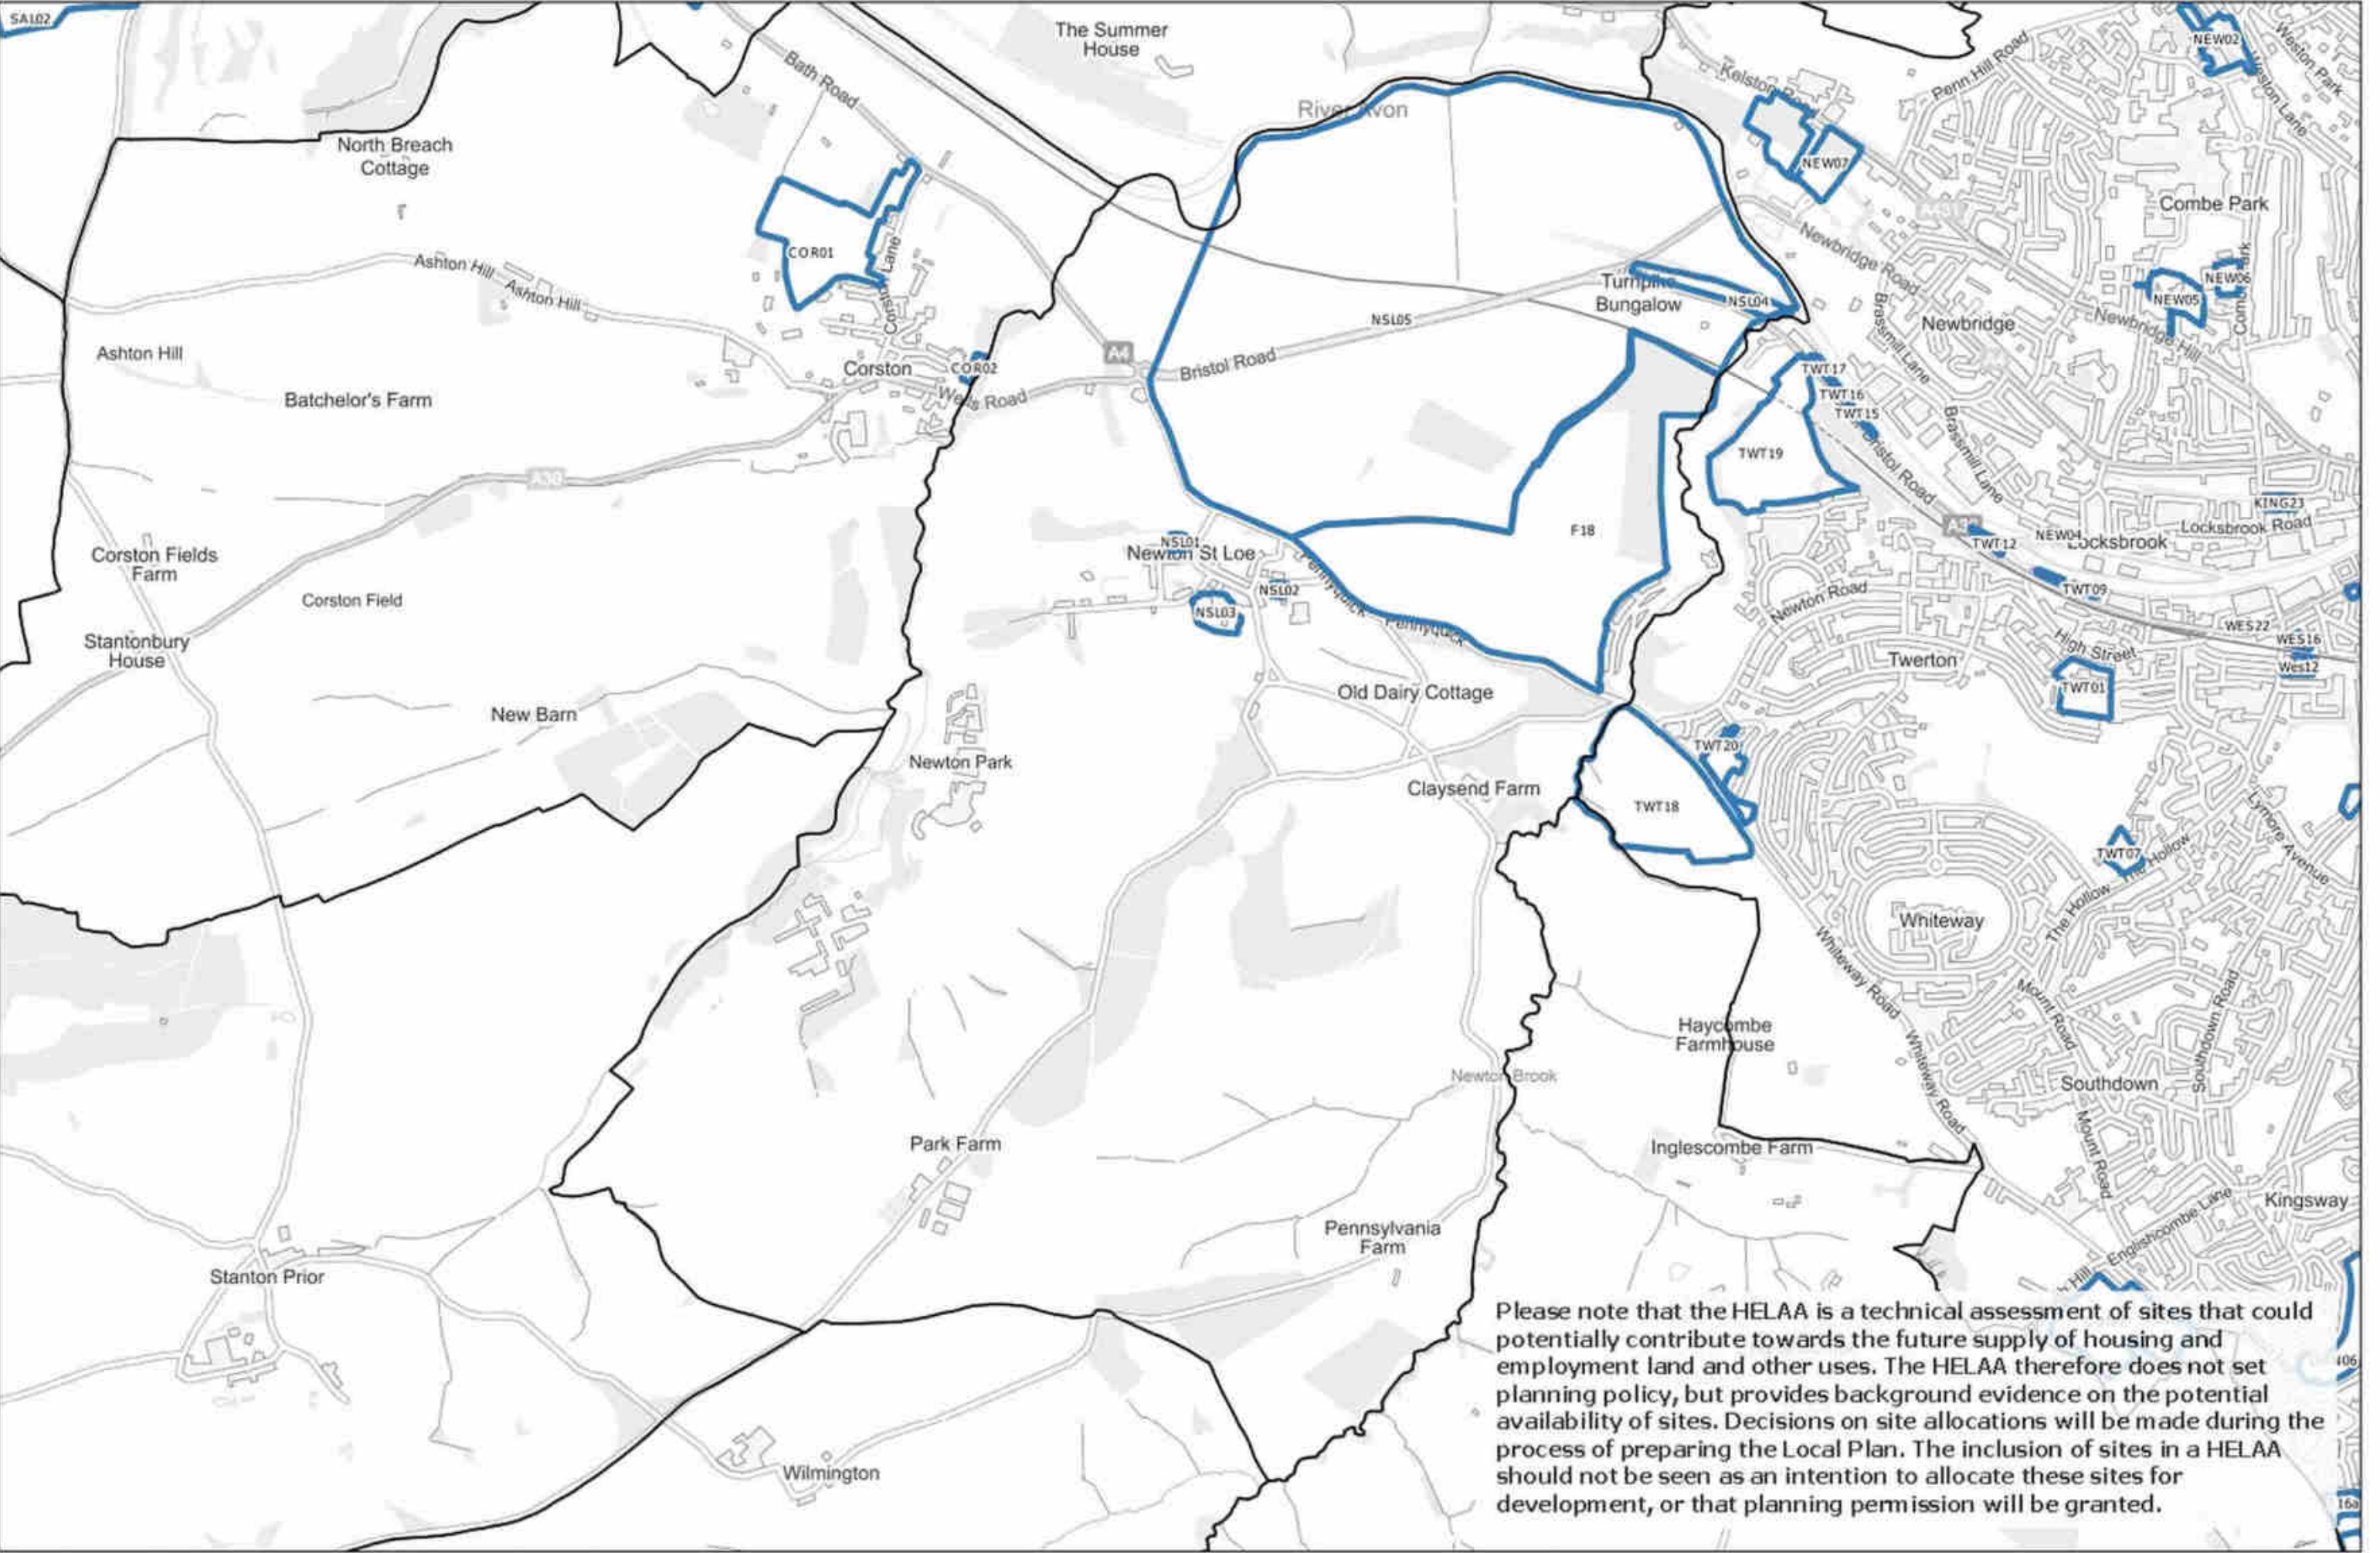 SAL02
The Summer
House
NEW02
Weston Park
Weston Lane
Bath Road
Penn Hill Road
River Avon
North Breach
Cottage
NEW07
Combe Park
COR01
Newbridge Road
Ashton Hill
Ashton Hill
Corston Lane
Turnpike
Bungalow
NSL04
NEW06
NEW05
NSL05
Brassmill Lane
Newbridge
Newbridge Hill
Ashton Hill
A4
Bristol Road
Corston
COR02
Wells Road
TWT17
TWT16
TWT15
Batchelor's Farm
Brassmill Lane
Bristol Road
TWT19
KING23
Locksbrook Road
F18
NSL01
Newton St Loe
TWT12
NEW04
Locksbrook
Corston Fields
Farm
Corston Field
NSL02
NSL03
Pennyquick
Pennyquick
Newton Road
TWT09
WES22
WES16
Wes12
Stantonbury
House
High Street
Twerton
TWT01
Old Dairy Cottage
New Barn
TWT20
Newton Park
Claysend Farm
TWT18
Lymore Avenue
TWT07
The Hollow
The Hollow
Whiteway
Whiteway Road
Mount Road
Southdown Road
Haycombe
Farmhouse
Whiteway Road
Newton Brook
Southdown
Mount Road
Park Farm
Inglescombe Farm
Kingsway
Englishcombe Lane
Pennsylvania
Farm
Stanton Prior
Hill
Please note that the HELAA is a technical assessment of sites that could
potentially contribute towards the future supply of housing and
employment land and other uses. The HELAA therefore does not set
planning policy, but provides background evidence on the potential
availability of sites. Decisions on site allocations will be made during the
process of preparing the Local Plan. The inclusion of sites in a HELAA
should not be seen as an intention to allocate these sites for
development, or that planning permission will be granted.
Wilmington